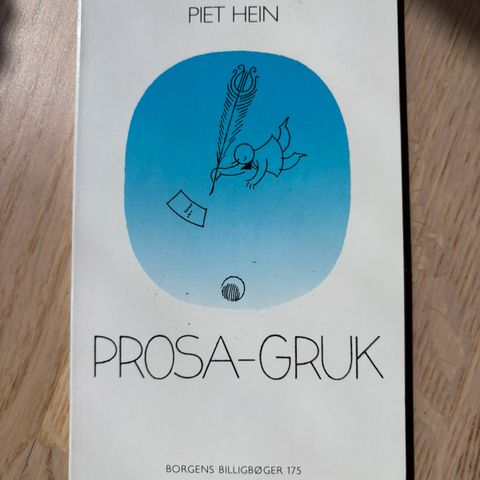 PIET HEIN
PROSA-GRUK
BORGENS BILLIGBØGER 175